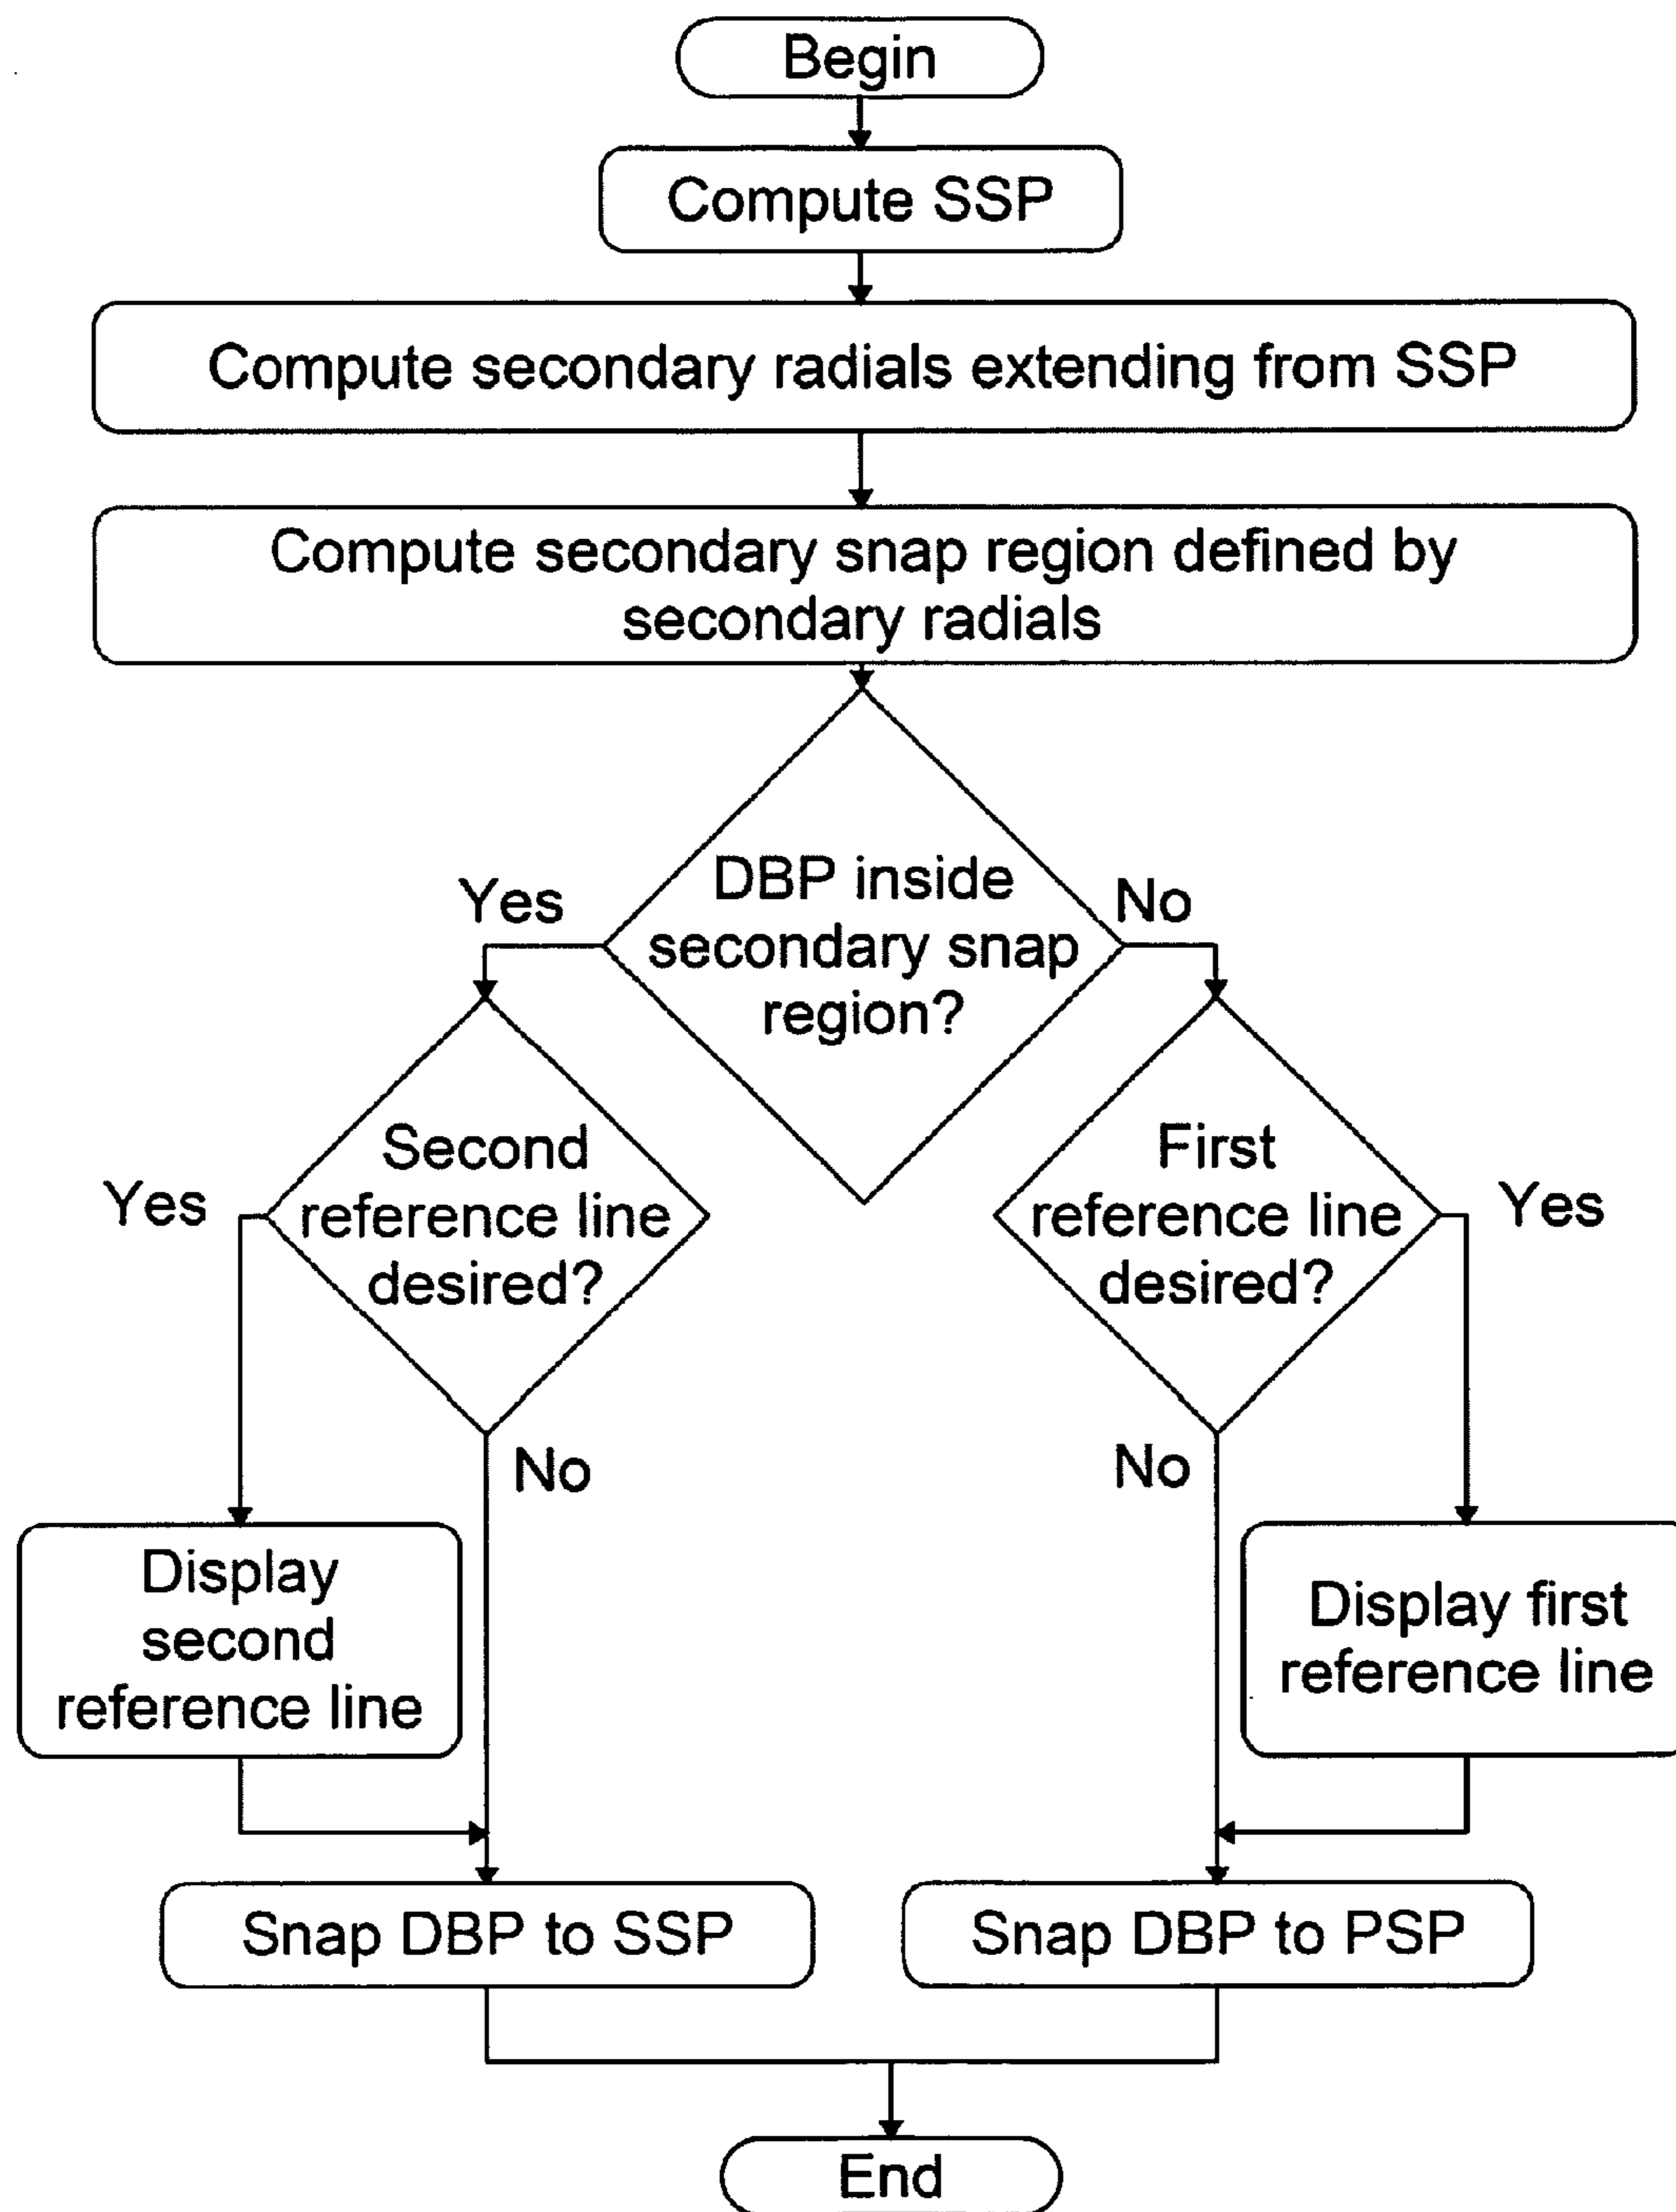 Begin
Compute SSP
Compute secondary radials extending from SSP
Compute secondary snap region defined by
secondary radials
DBP inside
secondary snap
region?
Yes
No
Second
reference line
desired?
Yes
No
First
reference line
desired?
Yes
No
Display
second
reference line
Display first
reference line
Snap DBP to SSP
Snap DBP to PSP
End